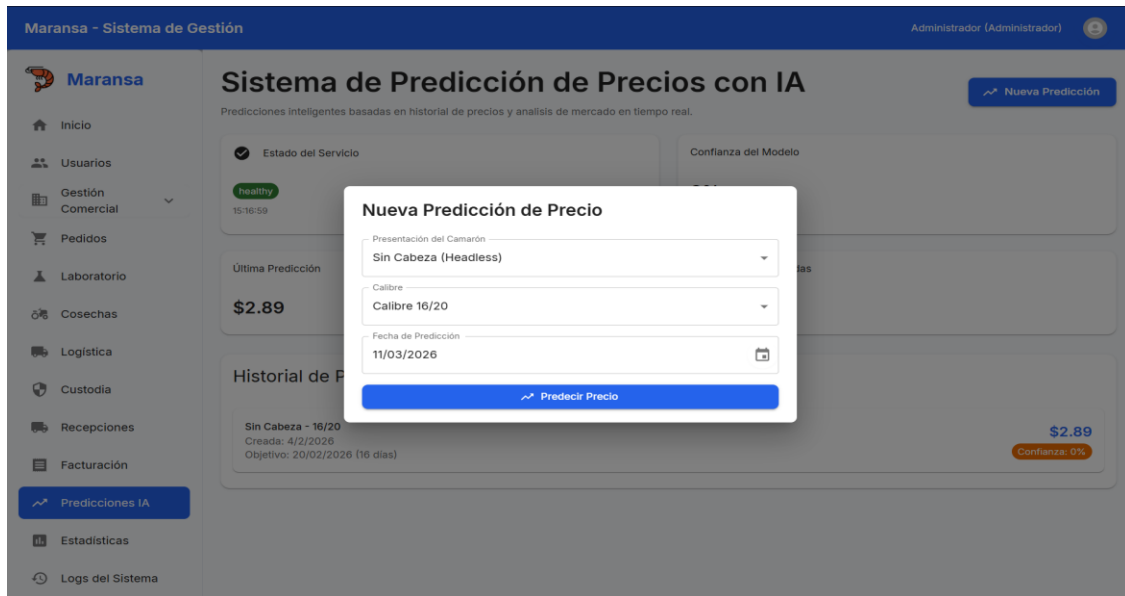 Maransa - Sistema de Gestión
Administrador (Administrador)
Maransa
Inicio
Usuarios
Gestión
Comercial
Pedidos
Laboratorio
Cosechas
Logística
Custodia
Recepciones
Facturación
Predicciones IA
Estadísticas
Logs del Sistema
Sistema de Predicción de Precios con IA
Predicciones inteligentes basadas en historial de precios y analisis de mercado en tiempo real.
Nueva Predicción
Estado del Servicio
healthy
15:16:59
Confianza del Modelo
Última Predicción
$2.89
Nueva Predicción de Precio
Presentación del Camarón
Sin Cabeza (Headless)
Calibre
Calibre 16/20
Fecha de Predicción
11/03/2026
Predecir Precio
Historial de P
Sin Cabeza - 16/20
Creada: 4/2/2026
Objetivo: 20/02/2026 (16 días)
$2.89
Confianza: 0%